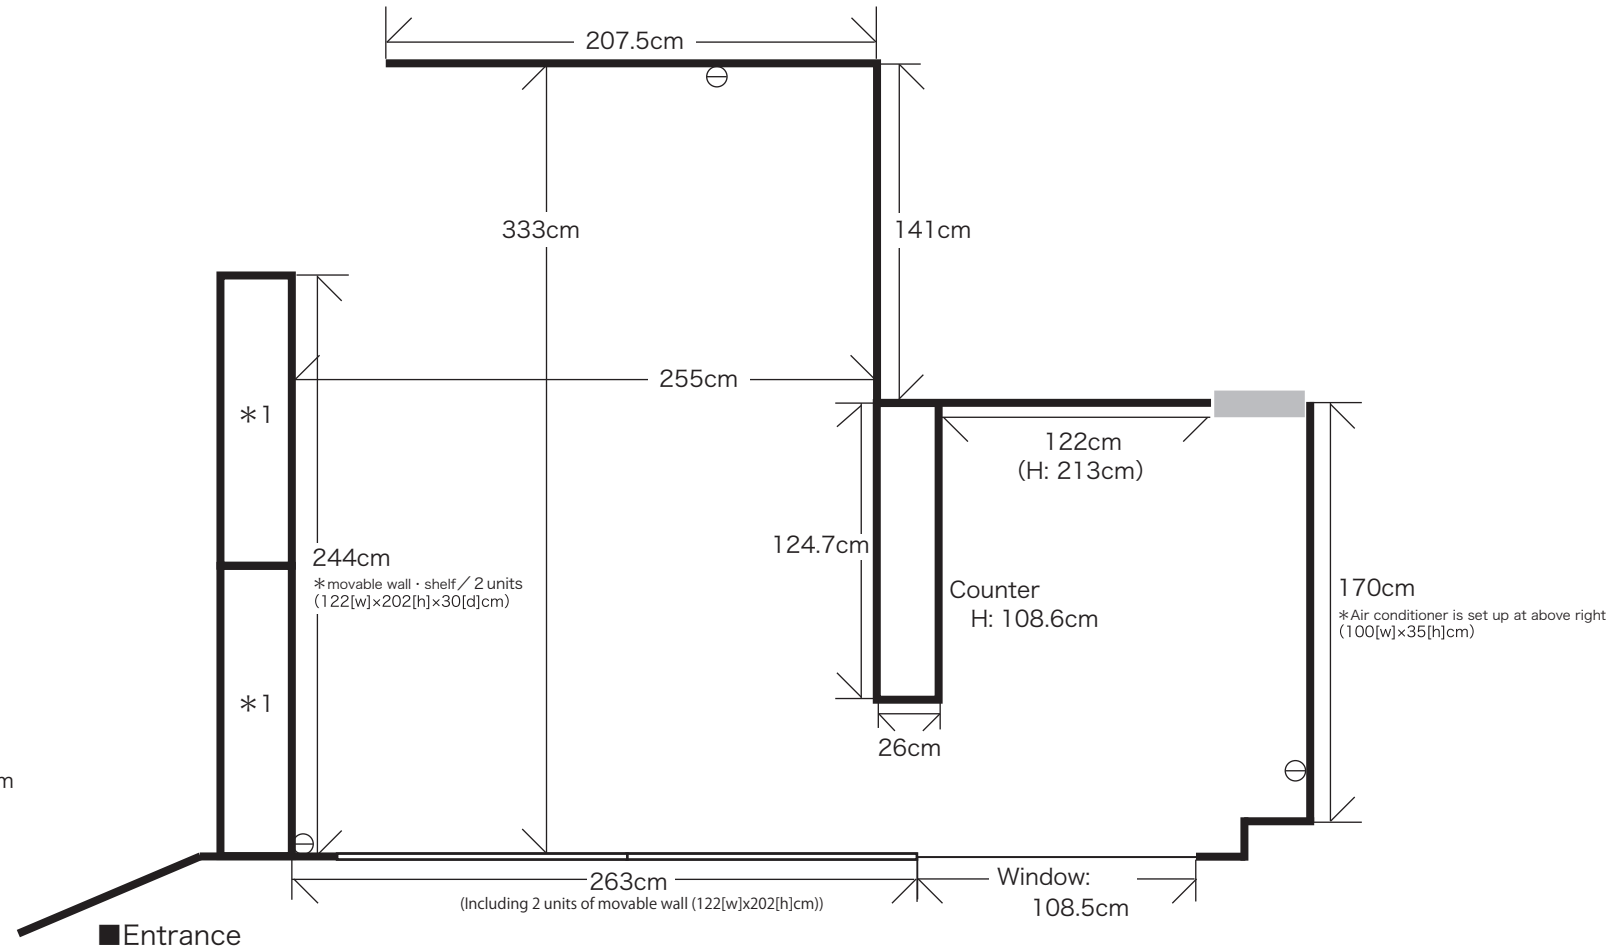 207.5cm
333cm
141cm
255cm
＊1
122cm
(H: 213cm)
124.7cm
244cm
＊movable wall・shelf／2 units
(122[w]×202[h]×30[d]cm)
Counter
H: 108.6cm
170cm
＊Air conditioner is set up at above right
(100[w]×35[h]cm)
＊1
26cm
m
263cm
(Including 2 units of movable wall (122[w]x202[h]cm))
Window:
108.5cm
■Entrance